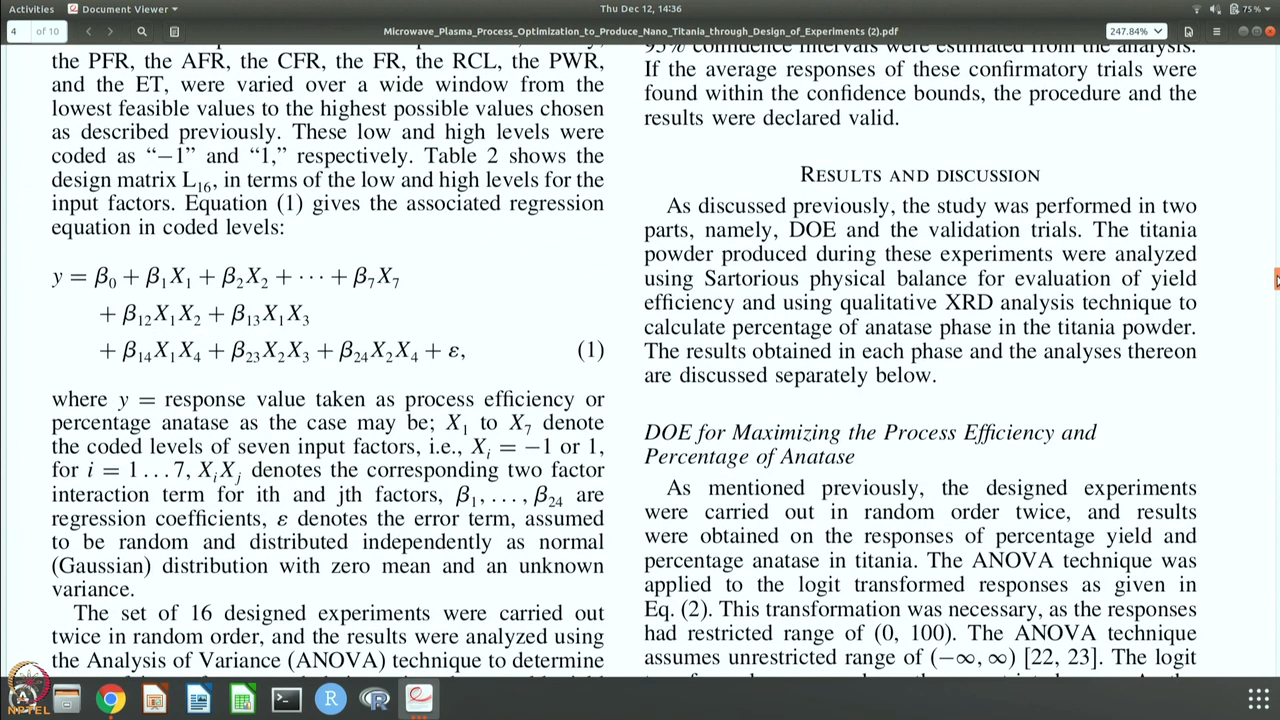 Activities Document Viewer Thu Dec 12, 14:36 75%
4 of 10 Microwave_Plasma_Process_Optimization_to_Produce_Nano_Titania_through_Design_of_Experiments (2).pdf 247.84%
the PFR, the AFR, the CFR, the FR, the RCL, the PWR,
and the ET, were varied over a wide window from the
lowest feasible values to the highest possible values chosen
as described previously. These low and high levels were
coded as “−1” and “1,” respectively. Table 2 shows the
design matrix L₁₆, in terms of the low and high levels for the
input factors. Equation (1) gives the associated regression
equation in coded levels:
y = β₀ + β₁X₁ + β₂X₂ + ··· + β₇X₇
+ β₁₂X₁X₂ + β₁₃X₁X₃
+ β₁₄X₁X₄ + β₂₃X₂X₃ + β₂₄X₂X₄ + ε, (1)
where y = response value taken as process efficiency or
percentage anatase as the case may be; X₁ to X₇ denote
the coded levels of seven input factors, i.e., Xᵢ = −1 or 1,
for i = 1...7, XᵢXⱼ denotes the corresponding two factor
interaction term for ith and jth factors, β₁,...,β₂₄ are
regression coefficients, ε denotes the error term, assumed
to be random and distributed independently as normal
(Gaussian) distribution with zero mean and an unknown
variance.
The set of 16 designed experiments were carried out
twice in random order, and the results were analyzed using
the Analysis of Variance (ANOVA) technique to determine
95% confidence intervals were estimated from the analysis.
If the average responses of these confirmatory trials were
found within the confidence bounds, the procedure and the
results were declared valid.
RESULTS AND DISCUSSION
As discussed previously, the study was performed in two
parts, namely, DOE and the validation trials. The titania
powder produced during these experiments were analyzed
using Sartorious physical balance for evaluation of yield
efficiency and using qualitative XRD analysis technique to
calculate percentage of anatase phase in the titania powder.
The results obtained in each phase and the analyses thereon
are discussed separately below.
DOE for Maximizing the Process Efficiency and
Percentage of Anatase
As mentioned previously, the designed experiments
were carried out in random order twice, and results
were obtained on the responses of percentage yield and
percentage anatase in titania. The ANOVA technique was
applied to the logit transformed responses as given in
Eq. (2). This transformation was necessary, as the responses
had restricted range of (0, 100). The ANOVA technique
assumes unrestricted range of (−∞, ∞) [22, 23]. The logit
NPTEL